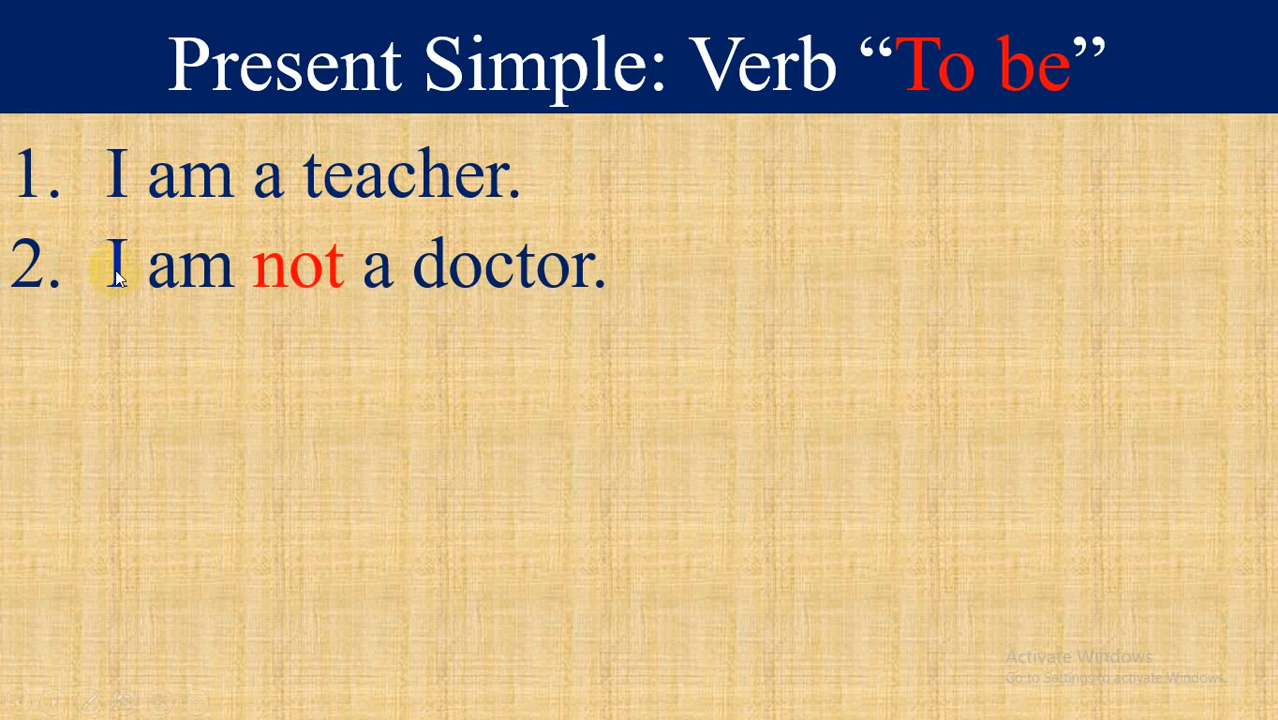 Present Simple: Verb “To be”
1. I am a teacher.
2. I am not a doctor.
Activate Windows
Go to Settings to activate Windows.